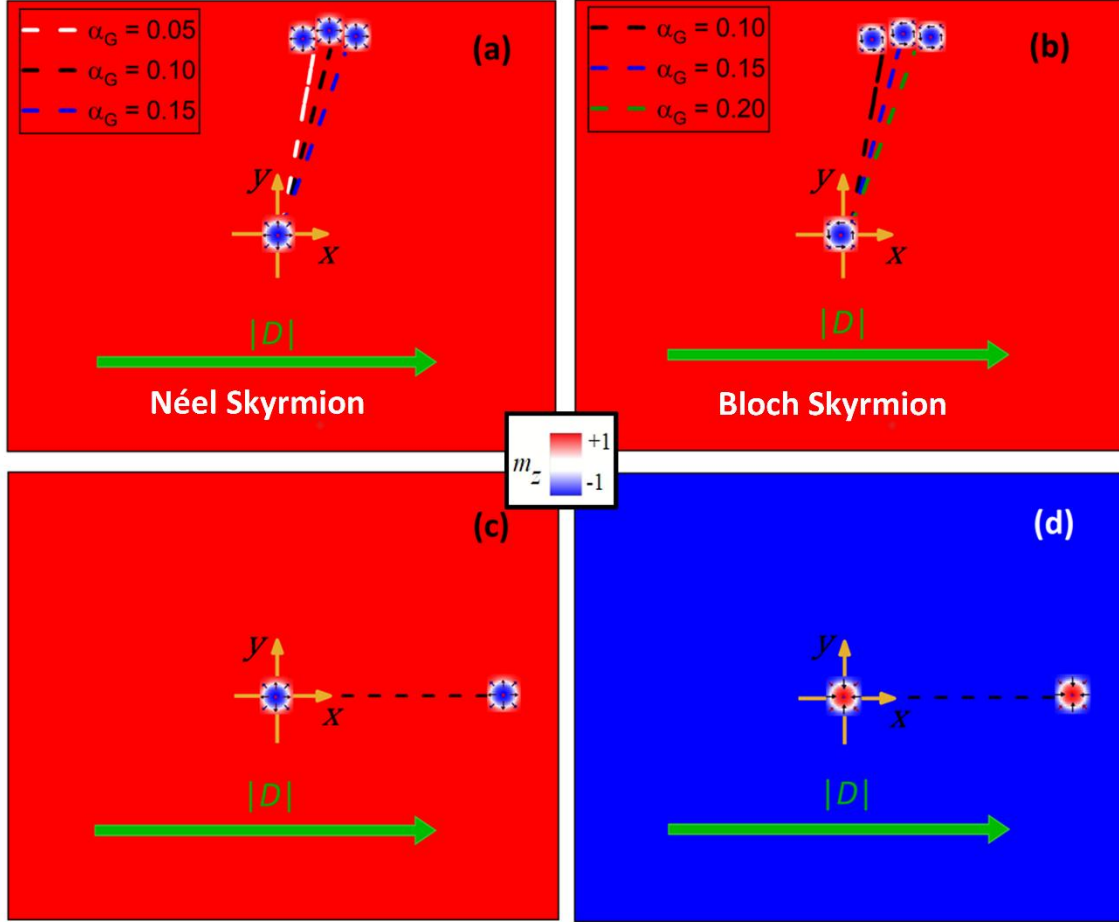 α_G = 0.05
α_G = 0.10
α_G = 0.15
(a)
y
x
|D|
Néel Skyrmion
α_G = 0.10
α_G = 0.15
α_G = 0.20
(b)
y
x
|D|
Bloch Skyrmion
m_z
+1
-1
(c)
y
x
|D|
(d)
y
x
|D|